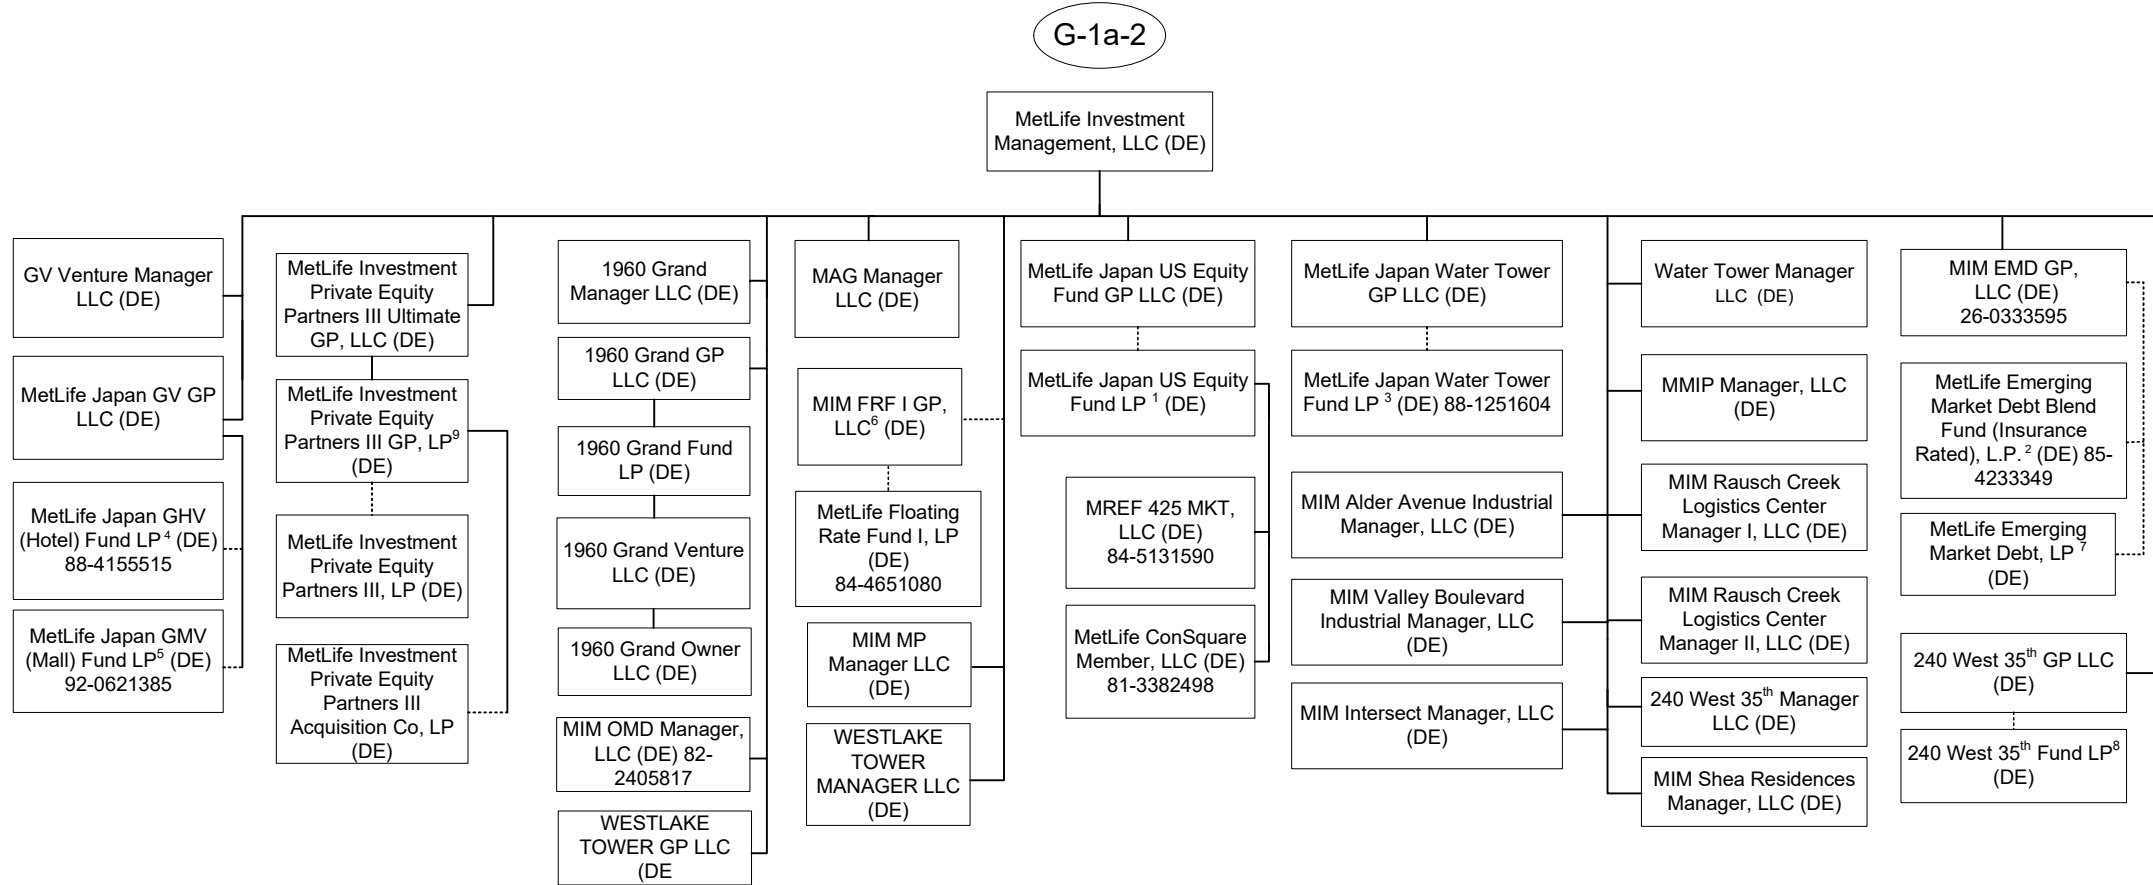 G-1a-2
MetLife Investment
Management, LLC (DE)
GV Venture Manager
LLC (DE)
MetLife Japan GV GP
LLC (DE)
MetLife Japan GHV
(Hotel) Fund LP 4 (DE)
88-4155515
MetLife Japan GMV
(Mall) Fund LP5 (DE)
92-0621385
MetLife Investment
Private Equity
Partners III Ultimate
GP, LLC (DE)
MetLife Investment
Private Equity
Partners III GP, LP9
(DE)
MetLife Investment
Private Equity
Partners III, LP (DE)
MetLife Investment
Private Equity
Partners III
Acquisition Co, LP
(DE)
1960 Grand
Manager LLC (DE)
1960 Grand GP
LLC (DE)
1960 Grand Fund
LP (DE)
1960 Grand Venture
LLC (DE)
1960 Grand Owner
LLC (DE)
MIM OMD Manager,
LLC (DE) 82-
2405817
WESTLAKE
TOWER GP LLC
(DE
MAG Manager
LLC (DE)
MIM FRF I GP,
LLC6 (DE)
MetLife Floating
Rate Fund I, LP
(DE)
84-4651080
MIM MP
Manager LLC
(DE)
WESTLAKE
TOWER
MANAGER LLC
(DE)
MetLife Japan US Equity
Fund GP LLC (DE)
MetLife Japan US Equity
Fund LP 1 (DE)
MREF 425 MKT,
LLC (DE)
84-5131590
MetLife ConSquare
Member, LLC (DE)
81-3382498
MetLife Japan Water Tower
GP LLC (DE)
MetLife Japan Water Tower
Fund LP 3 (DE) 88-1251604
MIM Alder Avenue Industrial
Manager, LLC (DE)
MIM Valley Boulevard
Industrial Manager, LLC
(DE)
MIM Intersect Manager, LLC
(DE)
Water Tower Manager
LLC (DE)
MMIP Manager, LLC
(DE)
MIM Rausch Creek
Logistics Center
Manager I, LLC (DE)
MIM Rausch Creek
Logistics Center
Manager II, LLC (DE)
240 West 35th Manager
LLC (DE)
MIM Shea Residences
Manager, LLC (DE)
MIM EMD GP,
LLC (DE)
26-0333595
MetLife Emerging
Market Debt Blend
Fund (Insurance
Rated), L.P. 2 (DE) 85-
4233349
MetLife Emerging
Market Debt, LP 7
(DE)
240 West 35th GP LLC
(DE)
240 West 35th Fund LP8
(DE)